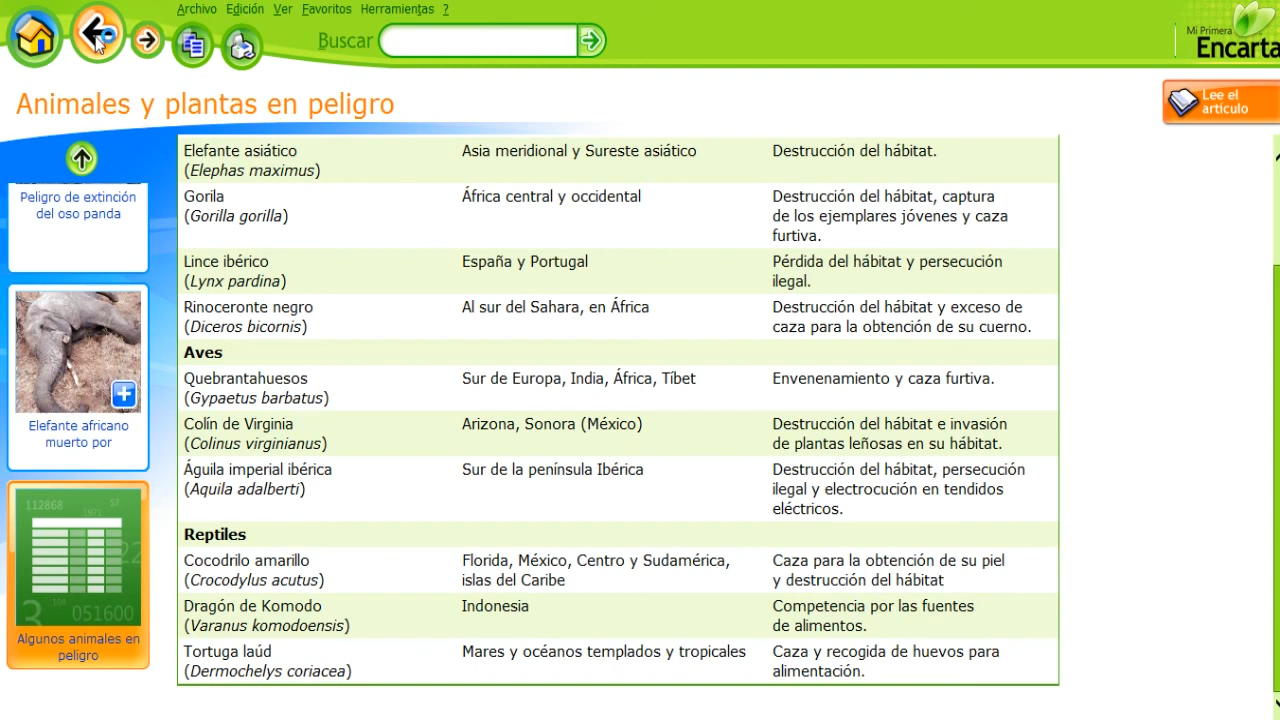 Archivo Edición Ver Favoritos Herramientas ?
Buscar
Mi Primera
Encarta
Animales y plantas en peligro
Lee el
artículo
Peligro de extinción
del oso panda
Elefante africano
muerto por
112868 57
1971
22
3 104 051600
Algunos animales en
peligro
Elefante asiático Asia meridional y Sureste asiático Destrucción del hábitat.
(Elephas maximus)
Gorila África central y occidental Destrucción del hábitat, captura
(Gorilla gorilla) de los ejemplares jóvenes y caza
furtiva.
Lince ibérico España y Portugal Pérdida del hábitat y persecución
(Lynx pardina) ilegal.
Rinoceronte negro Al sur del Sahara, en África Destrucción del hábitat y exceso de
(Diceros bicornis) caza para la obtención de su cuerno.
Aves
Quebrantahuesos Sur de Europa, India, África, Tíbet Envenenamiento y caza furtiva.
(Gypaetus barbatus)
Colín de Virginia Arizona, Sonora (México) Destrucción del hábitat e invasión
(Colinus virginianus) de plantas leñosas en su hábitat.
Águila imperial ibérica Sur de la península Ibérica Destrucción del hábitat, persecución
(Aquila adalberti) ilegal y electrocución en tendidos
eléctricos.
Reptiles
Cocodrilo amarillo Florida, México, Centro y Sudamérica, Caza para la obtención de su piel
(Crocodylus acutus) islas del Caribe y destrucción del hábitat
Dragón de Komodo Indonesia Competencia por las fuentes
(Varanus komodoensis) de alimentos.
Tortuga laúd Mares y océanos templados y tropicales Caza y recogida de huevos para
(Dermochelys coriacea) alimentación.